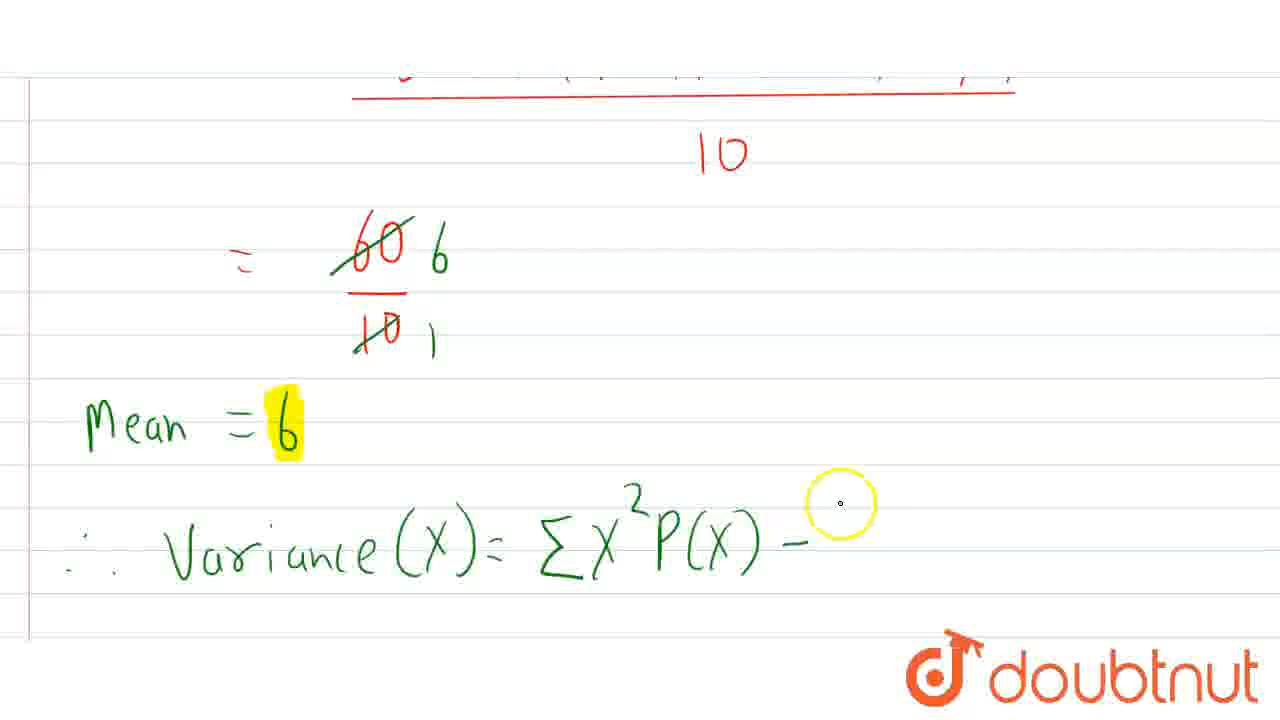 10
= 60 6
10 1
Mean = 6
∴ Variance (X) = ∑X²P(X) -
doubtnut